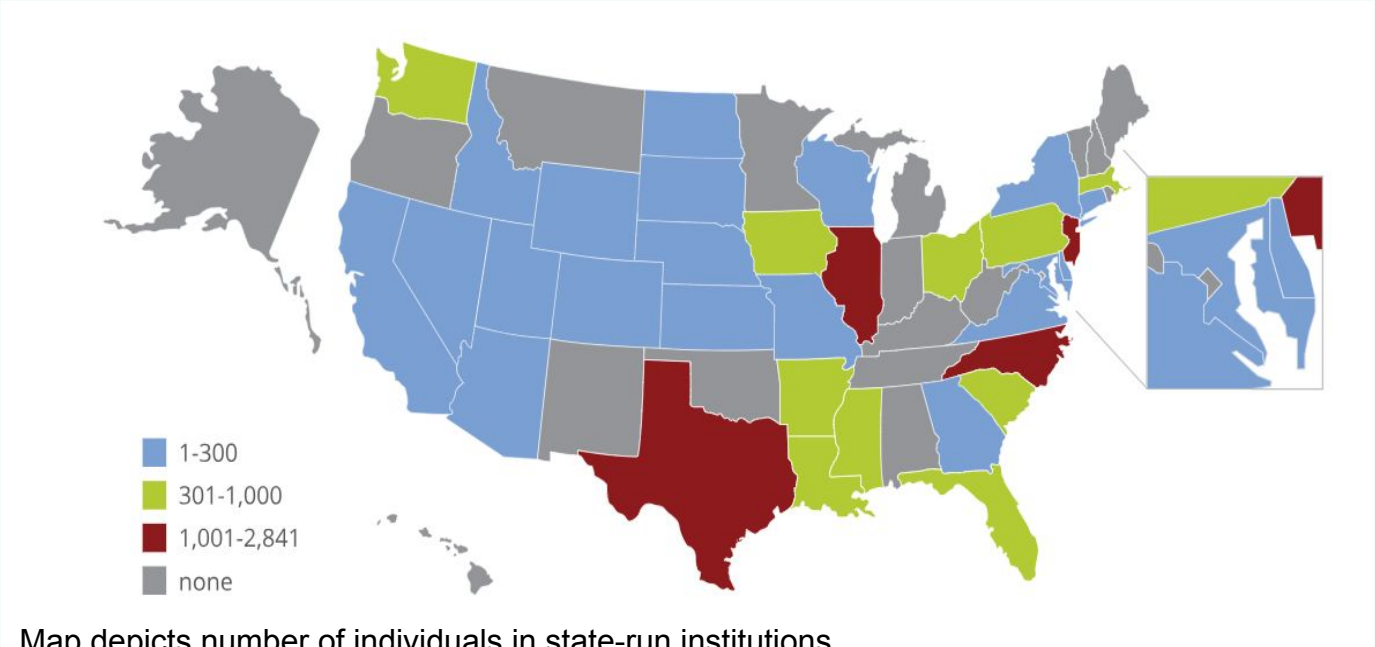 1-300
301-1,000
1,001-2,841
none
Map depicts number of individuals in state-run institutions